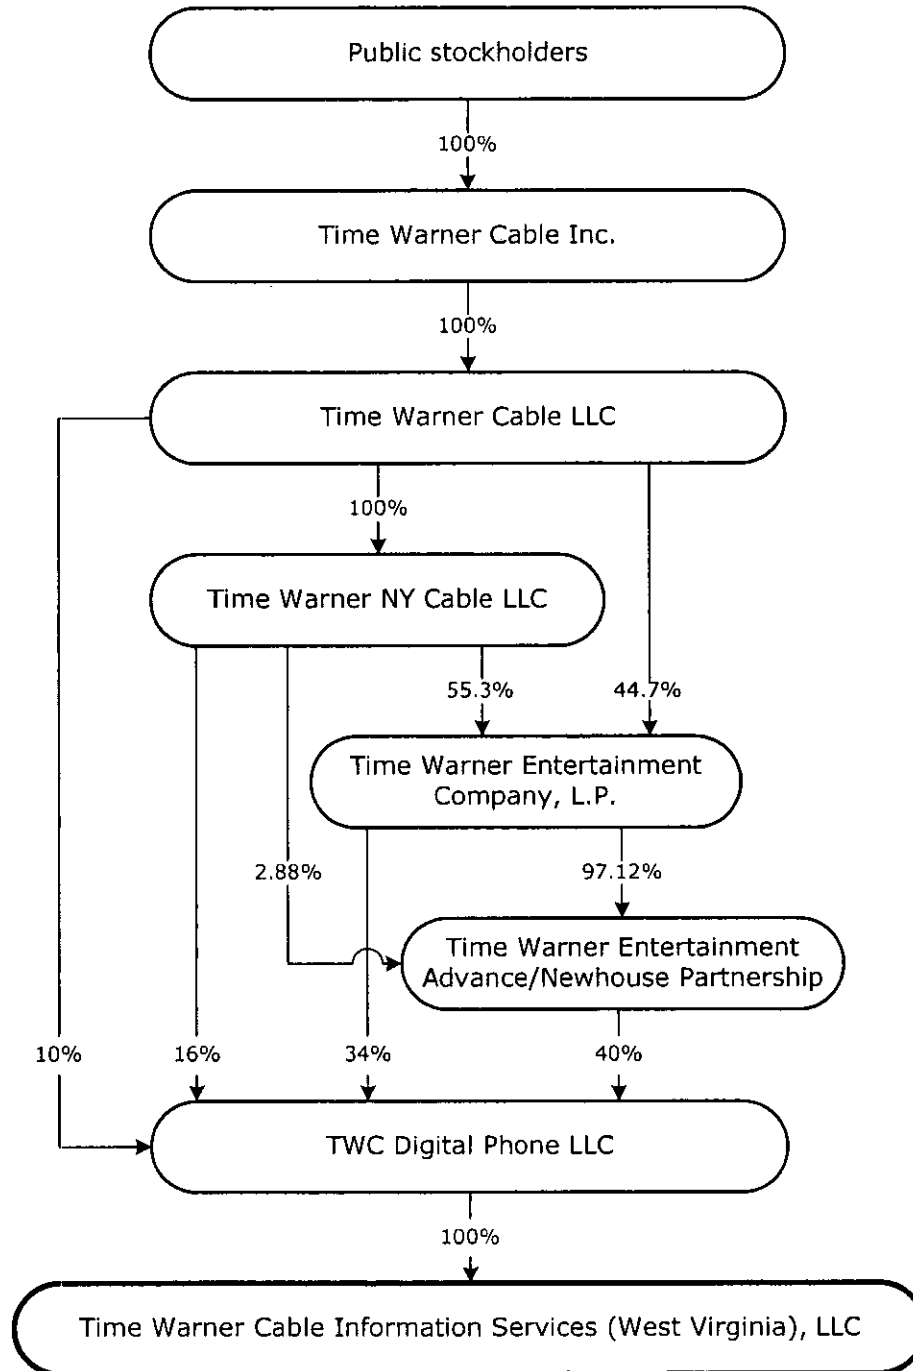 Public stockholders
100%
Time Warner Cable Inc.
100%
Time Warner Cable LLC
100%
Time Warner NY Cable LLC
55.3%
44.7%
Time Warner Entertainment
Company, L.P.
2.88%
97.12%
Time Warner Entertainment
Advance/Newhouse Partnership
10%
16%
34%
40%
TWC Digital Phone LLC
100%
Time Warner Cable Information Services (West Virginia), LLC